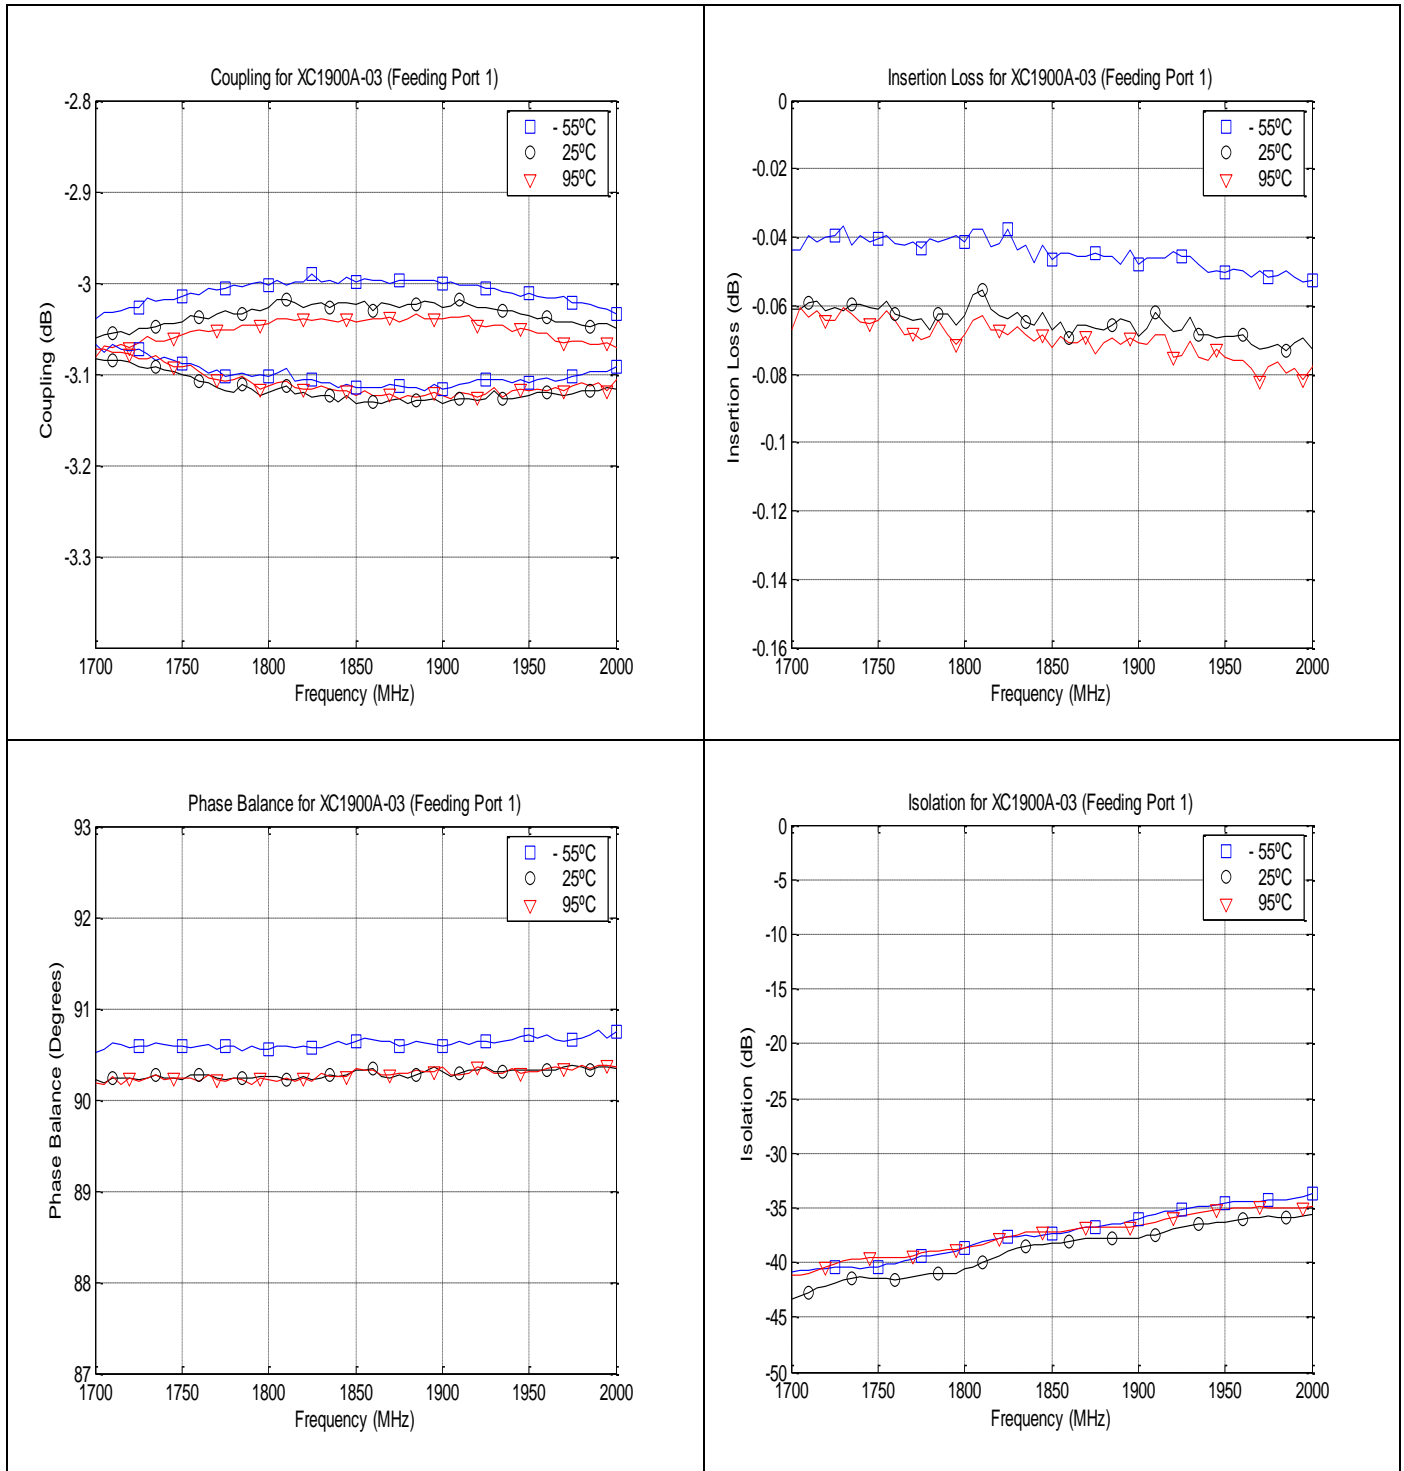 Coupling for XC1900A-03 (Feeding Port 1)
-2.8
-2.9
-3
-3.1
-3.2
-3.3
Coupling (dB)
- 55ºC
25ºC
95ºC
1700 1750 1800 1850 1900 1950 2000
Frequency (MHz)
Insertion Loss for XC1900A-03 (Feeding Port 1)
0
-0.02
-0.04
-0.06
-0.08
-0.1
-0.12
-0.14
-0.16
Insertion Loss (dB)
- 55ºC
25ºC
95ºC
1700 1750 1800 1850 1900 1950 2000
Frequency (MHz)
Phase Balance for XC1900A-03 (Feeding Port 1)
93
92
91
90
89
88
87
Phase Balance (Degrees)
- 55ºC
25ºC
95ºC
1700 1750 1800 1850 1900 1950 2000
Frequency (MHz)
Isolation for XC1900A-03 (Feeding Port 1)
0
-5
-10
-15
-20
-25
-30
-35
-40
-45
-50
Isolation (dB)
- 55ºC
25ºC
95ºC
1700 1750 1800 1850 1900 1950 2000
Frequency (MHz)